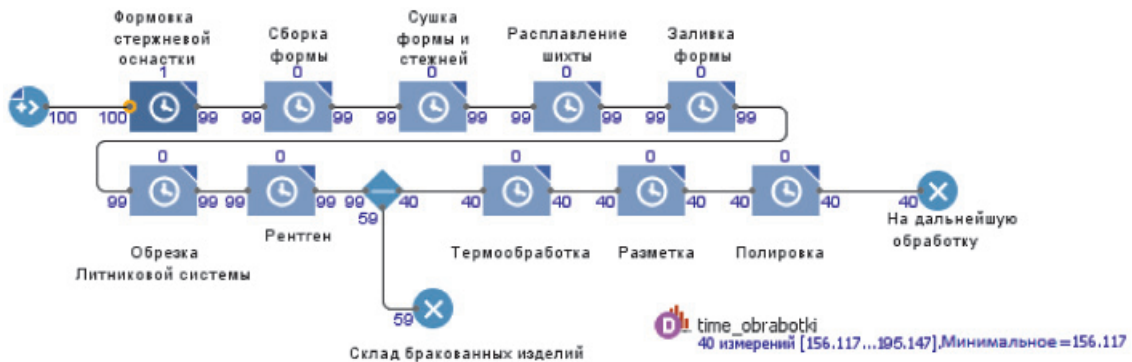 Формовка
стержневой
оснастки
Сборка
формы
Сушка
формы и
стежней
Расплавление
шихты
Заливка
формы
1
0
0
0
0
100
100
99
99
99
99
99
99
99
99
99
0
0
0
0
0
99
99
99
99
99
59
40
40
40
40
40
40
40
40
Обрезка
Литниковой системы
Рентген
Термообработка
Разметка
Полировка
На дальнейшую
обработку
59
Склад бракованных изделий
D
time_obrabotki
40 измерений [156.117...195.147],Минимальное=156.117